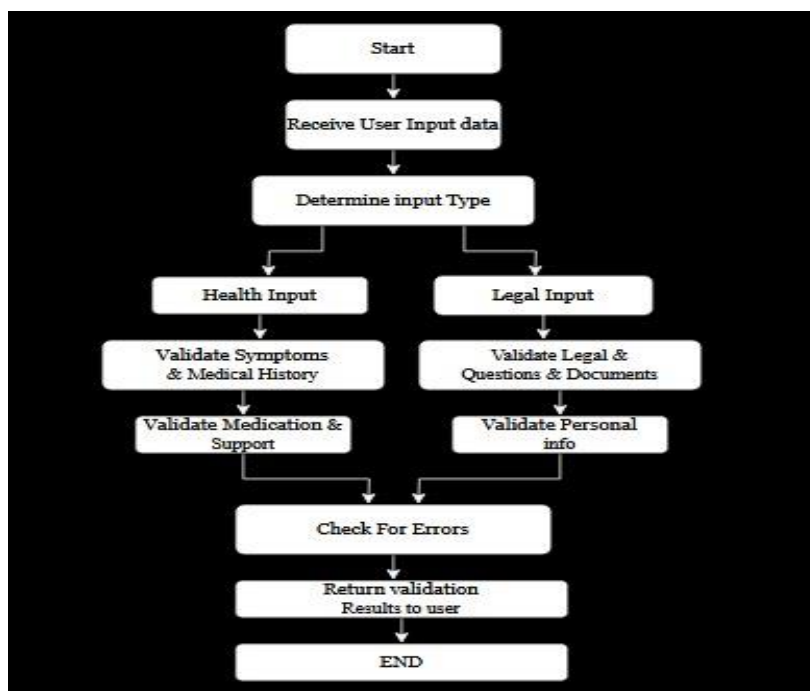 Start
Receive User Input data
Determine input Type
Health Input
Legal Input
Validate Symptoms
& Medical History
Validate Legal &
Questions & Documents
Validate Medication &
Support
Validate Personal
info
Check For Errors
Return validation
Results to user
END